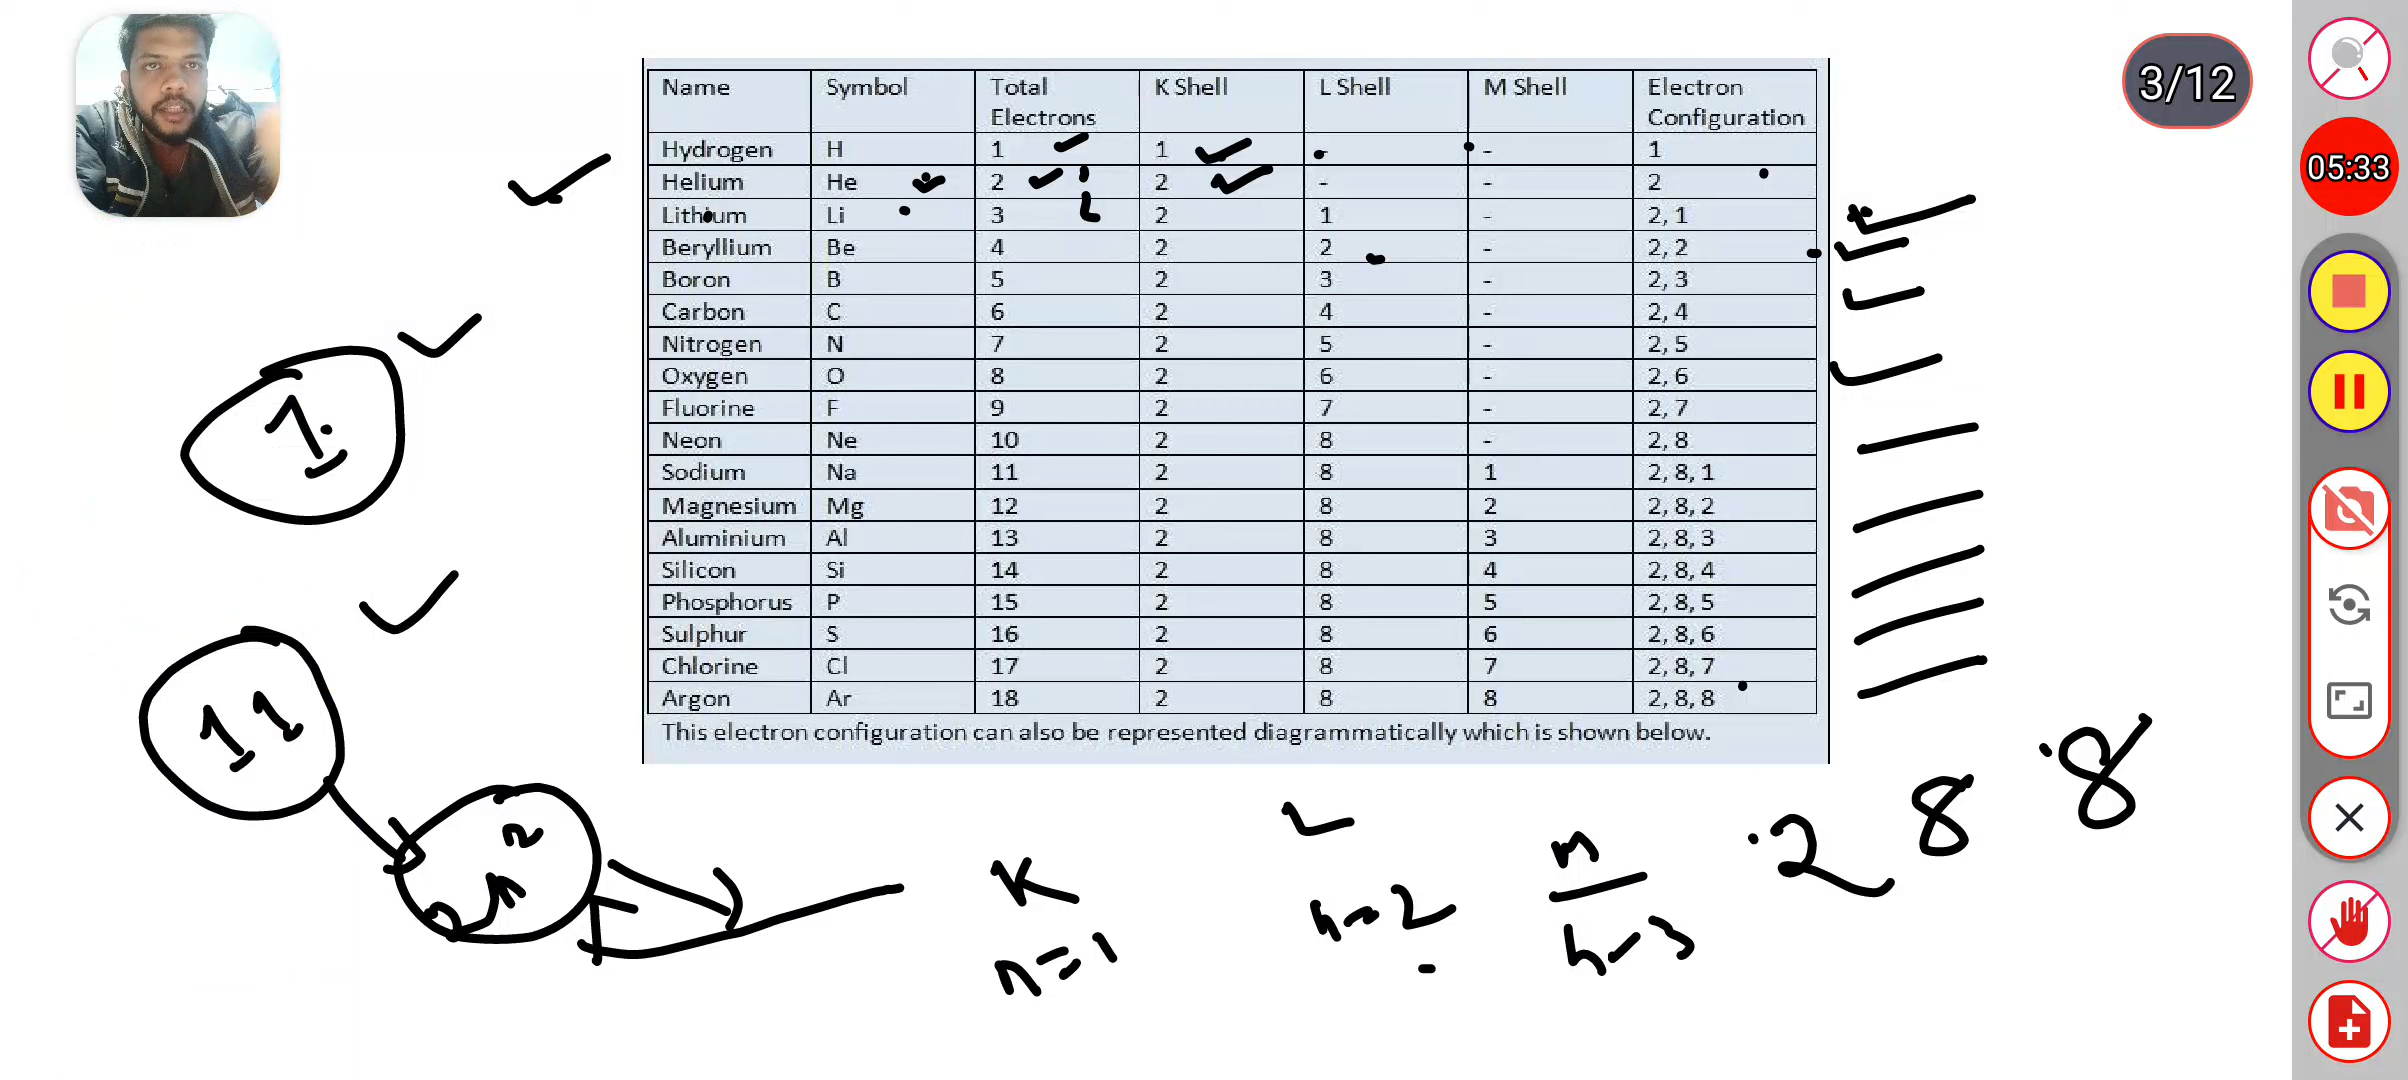 3/12
05:33
Name Symbol Total Electrons K Shell L Shell M Shell Electron Configuration
Hydrogen H 1 1 - - 1
Helium He 2 2 - - 2
Lithium Li 3 2 1 - 2, 1
Beryllium Be 4 2 2 - 2, 2
Boron B 5 2 3 - 2, 3
Carbon C 6 2 4 - 2, 4
Nitrogen N 7 2 5 - 2, 5
Oxygen O 8 2 6 - 2, 6
Fluorine F 9 2 7 - 2, 7
Neon Ne 10 2 8 - 2, 8
Sodium Na 11 2 8 1 2, 8, 1
Magnesium Mg 12 2 8 2 2, 8, 2
Aluminium Al 13 2 8 3 2, 8, 3
Silicon Si 14 2 8 4 2, 8, 4
Phosphorus P 15 2 8 5 2, 8, 5
Sulphur S 16 2 8 6 2, 8, 6
Chlorine Cl 17 2 8 7 2, 8, 7
Argon Ar 18 2 8 8 2, 8, 8
This electron configuration can also be represented diagrammatically which is shown below.
1
11
K L m 2 8 8
n=1 n=2 n-3